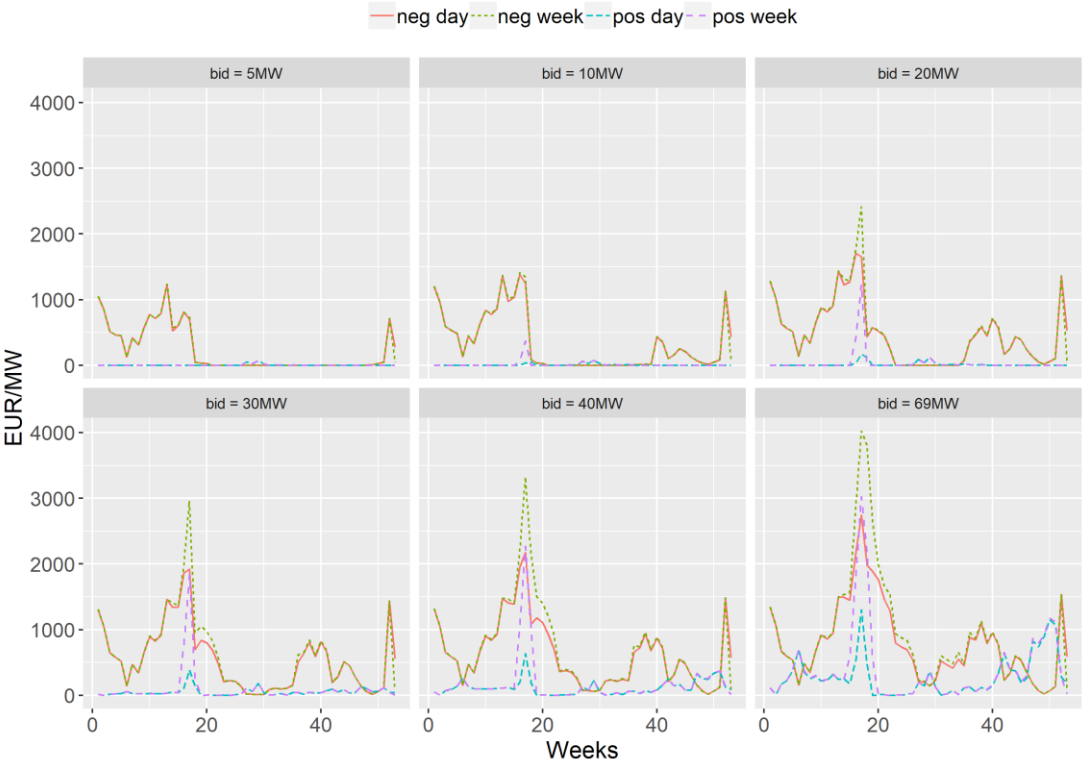 neg day neg week pos day pos week
bid = 5MW bid = 10MW bid = 20MW
4000
3000
2000
1000
0
bid = 30MW bid = 40MW bid = 69MW
4000
3000
2000
1000
0
EUR/MW
0 20 40 0 20 40 0 20 40
Weeks